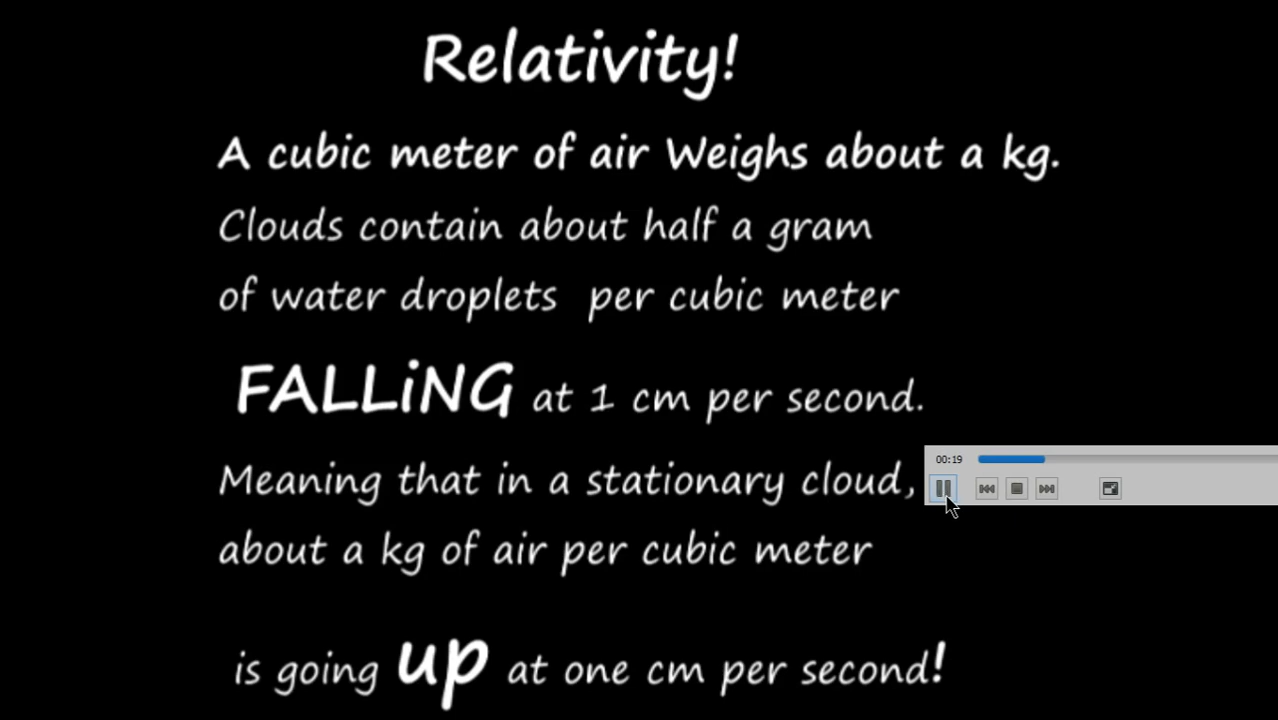 Relativity!
A cubic meter of air Weighs about a kg.
Clouds contain about half a gram
of water droplets per cubic meter
FALLiNG at 1 cm per second.
Meaning that in a stationary cloud,
00:19
about a kg of air per cubic meter
is going up at one cm per second!